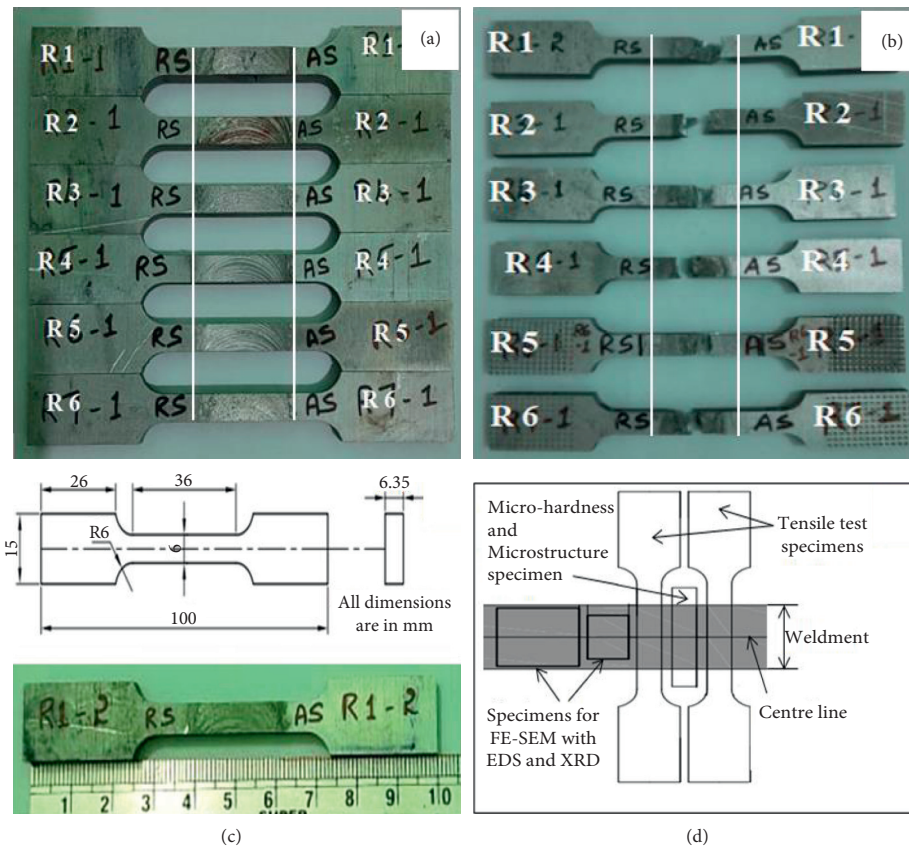 (a)
R1-1 RS AS R1-
R2-1 RS AS R2-1
R3-1 RS AS R3-1
R4-1 RS AS R4-1
R5-1 RS AS R5-1
R6-1 RS AS R6-1
(b)
R1-2 RS AS R1-
R2-1 RS AS R2-1
R3-1 RS AS R3-1
R4-1 RS AS R4-1
R5 RS AS R5
R6-1 RS AS R6-1
26
36
6.35
R6
15
6
100
All dimensions
are in mm
R1-2 RS AS R1-2
1 2 3 4 5 6 7 8 9 10
(c)
Micro-hardness
and
Microstructure
specimen
Tensile test
specimens
Weldment
Centre line
Specimens for
FE-SEM with
EDS and XRD
(d)